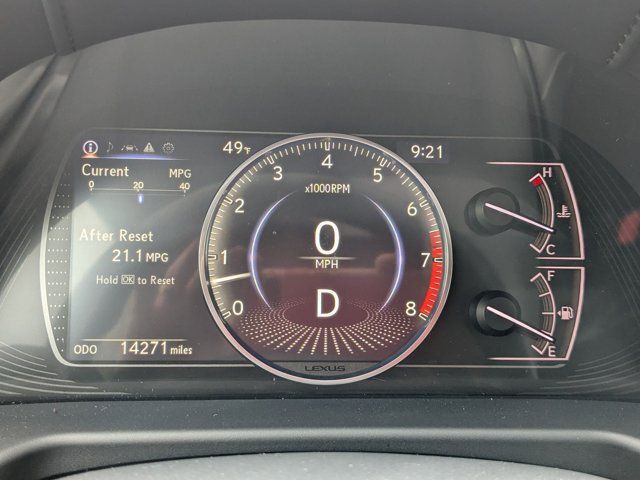 49°F
9:21
Current MPG
0 20 40
After Reset
21.1 MPG
Hold OK to Reset
ODO 14271 miles
0 1 2 3 4 5 6 7 8
x1000RPM
0
MPH
D
LEXUS
H
C
F
E